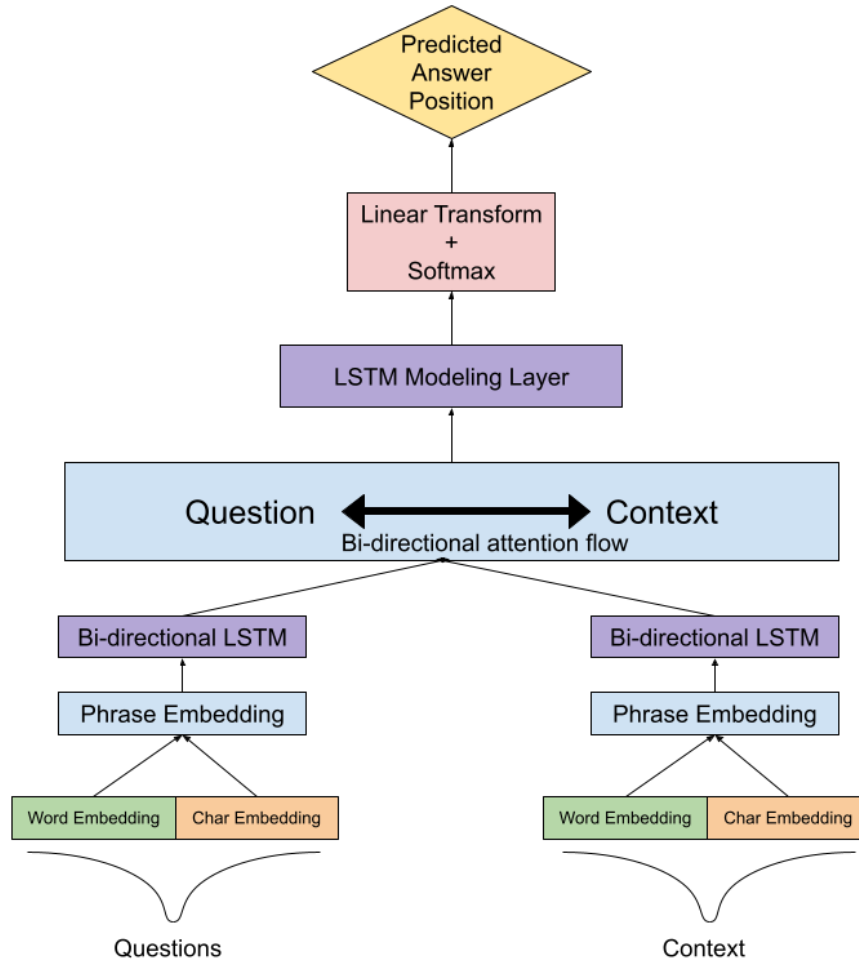 Predicted
Answer
Position
Linear Transform
+
Softmax
LSTM Modeling Layer
Question Context
Bi-directional attention flow
Bi-directional LSTM Bi-directional LSTM
Phrase Embedding Phrase Embedding
Word Embedding Char Embedding Word Embedding Char Embedding
Questions Context